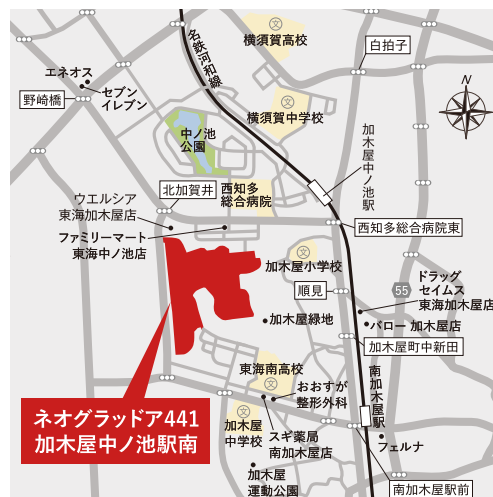 横須賀高校
名鉄河和線
白拍子
エネオス
セブン
イレブン
野崎橋
横須賀中学校
中ノ池
公園
加木屋中ノ池駅
N
北加賀井
西知多
総合病院
ウエルシア
東海加木屋店
ファミリーマート
東海中ノ池店
西知多総合病院東
加木屋小学校
順見
55
ドラッグ
セイムス
東海加木屋店
バロー 加木屋店
加木屋緑地
加木屋町中新田
東海南高校
南加木屋駅
おおすが
整形外科
ネオグラッドア441
加木屋中ノ池駅南
加木屋
中学校
スギ薬局
南加木屋店
フェルナ
加木屋
運動公園
南加木屋駅前